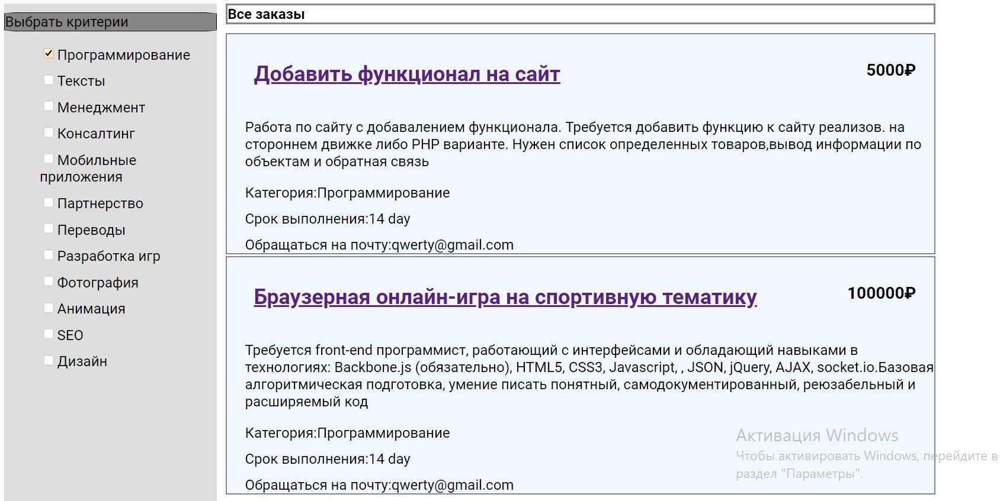 Выбрать критерии
Программирование
Тексты
Менеджмент
Консалтинг
Мобильные
приложения
Партнерство
Переводы
Разработка игр
Фотография
Анимация
SEO
Дизайн
Все заказы
Добавить функционал на сайт
5000₽
Работа по сайту с добавалением функционала. Требуется добавить функцию к сайту реализов. на
стороннем движке либо PHP варианте. Нужен список определенных товаров,вывод информации по
объектам и обратная связь
Категория:Программирование
Срок выполнения:14 day
Обращаться на почту:qwerty@gmail.com
Браузерная онлайн-игра на спортивную тематику
100000₽
Требуется front-end программист, работающий с интерфейсами и обладающий навыками в
технологиях: Backbone.js (обязательно), HTML5, CSS3, Javascript, , JSON, jQuery, AJAX, socket.io.Базовая
алгоритмическая подготовка, умение писать понятный, самодокументированный, реюзабельный и
расширяемый код
Категория:Программирование
Срок выполнения:14 day
Обращаться на почту:qwerty@gmail.com
Активация Windows
Чтобы активировать Windows, перейдите в
раздел "Параметры".